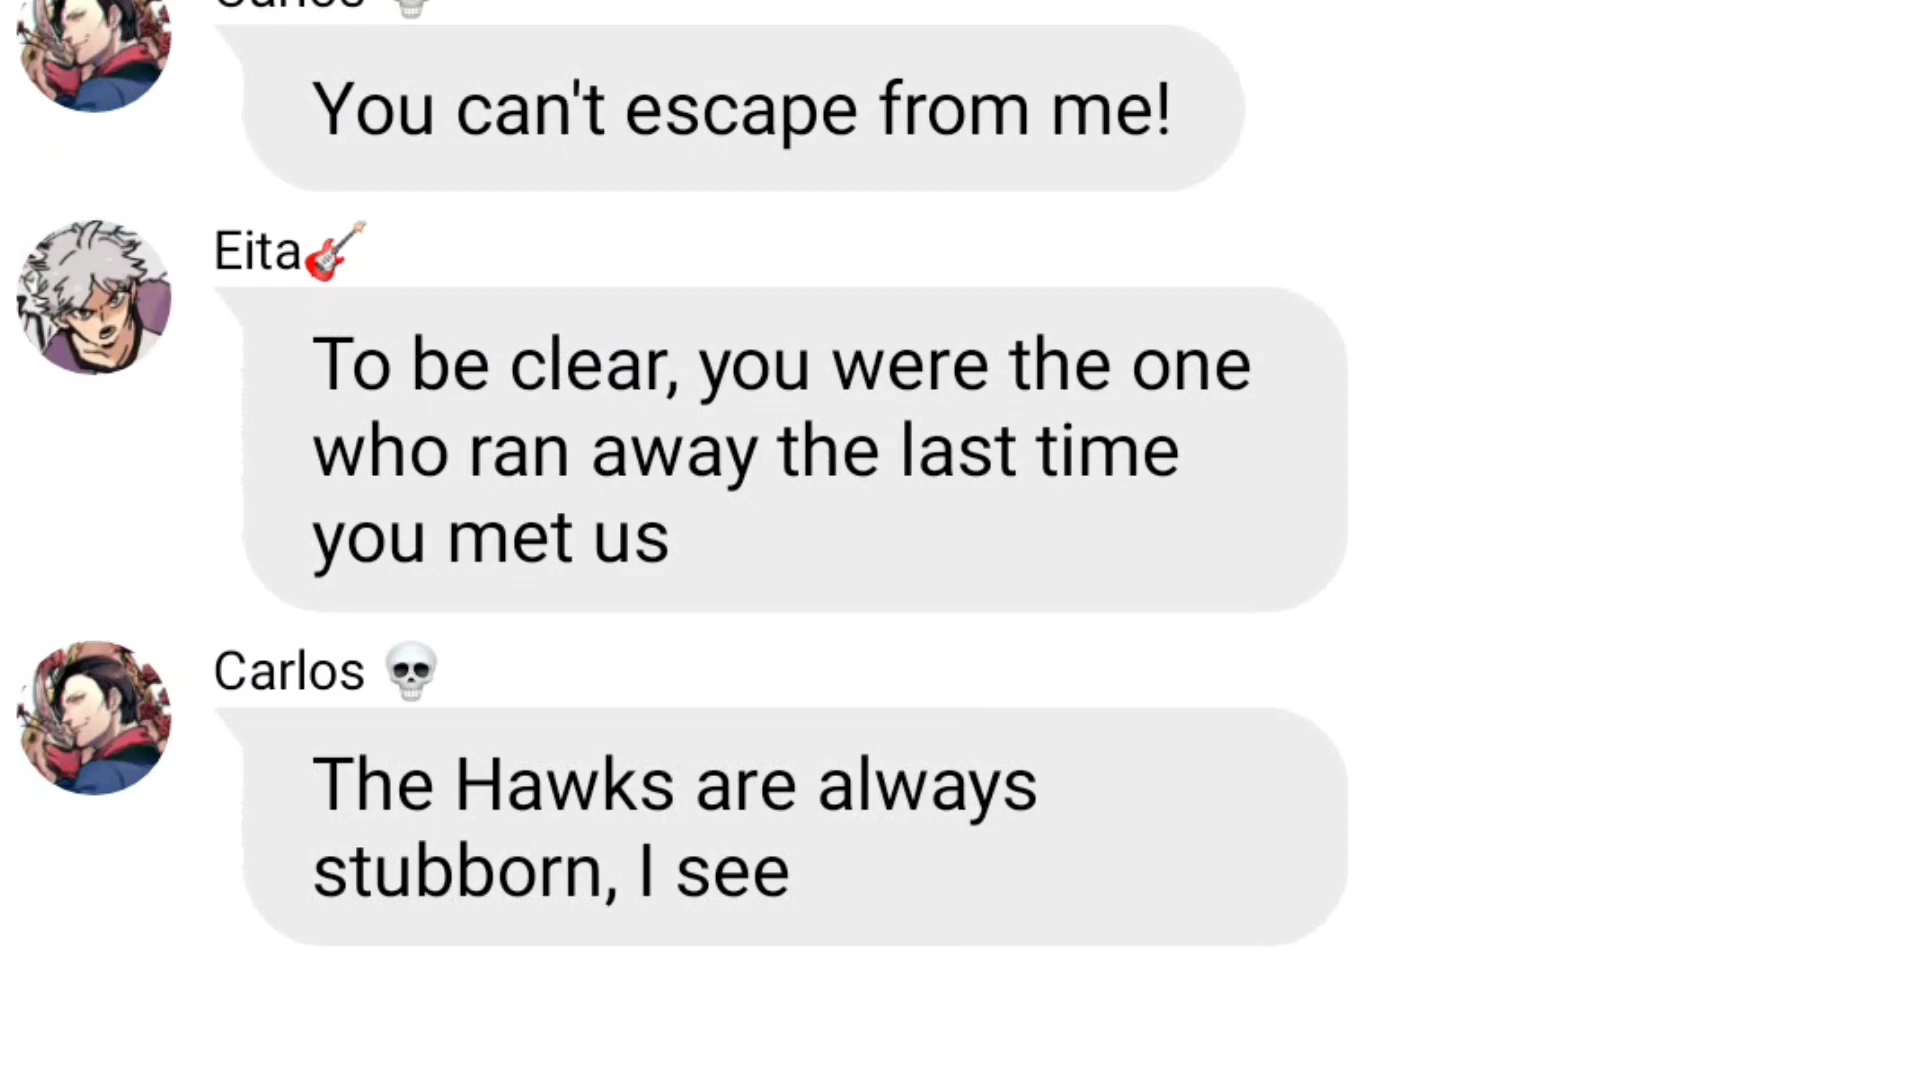 Carlos 💀
You can't escape from me!
Eita🎸
To be clear, you were the one
who ran away the last time
you met us
Carlos 💀
The Hawks are always
stubborn, I see